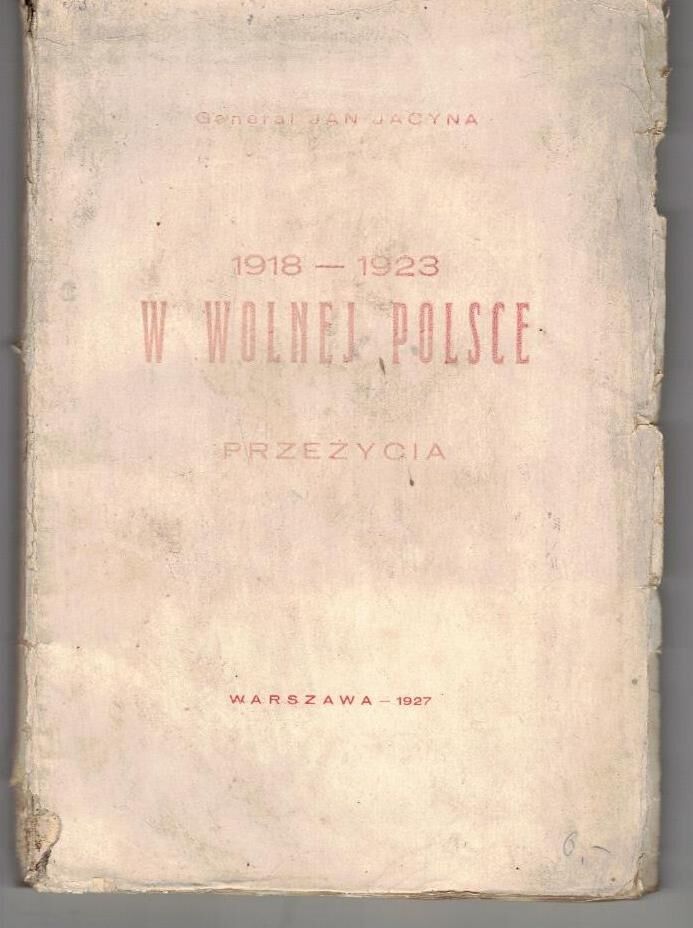 Generał JAN JACYNA
1918 — 1923
W WOLNEJ POLSCE
PRZEŻYCIA
WARSZAWA — 1927
6.-